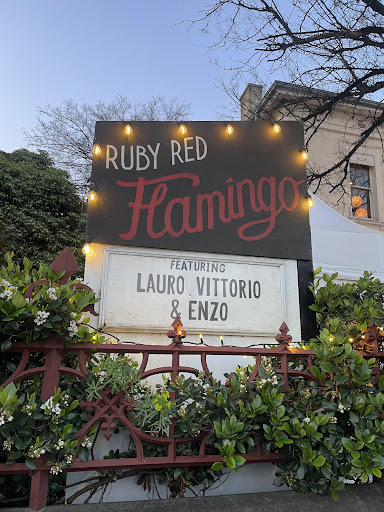 RUBY RED
Flamingo
FEATURING
LAURO, VITTORIO
& ENZO